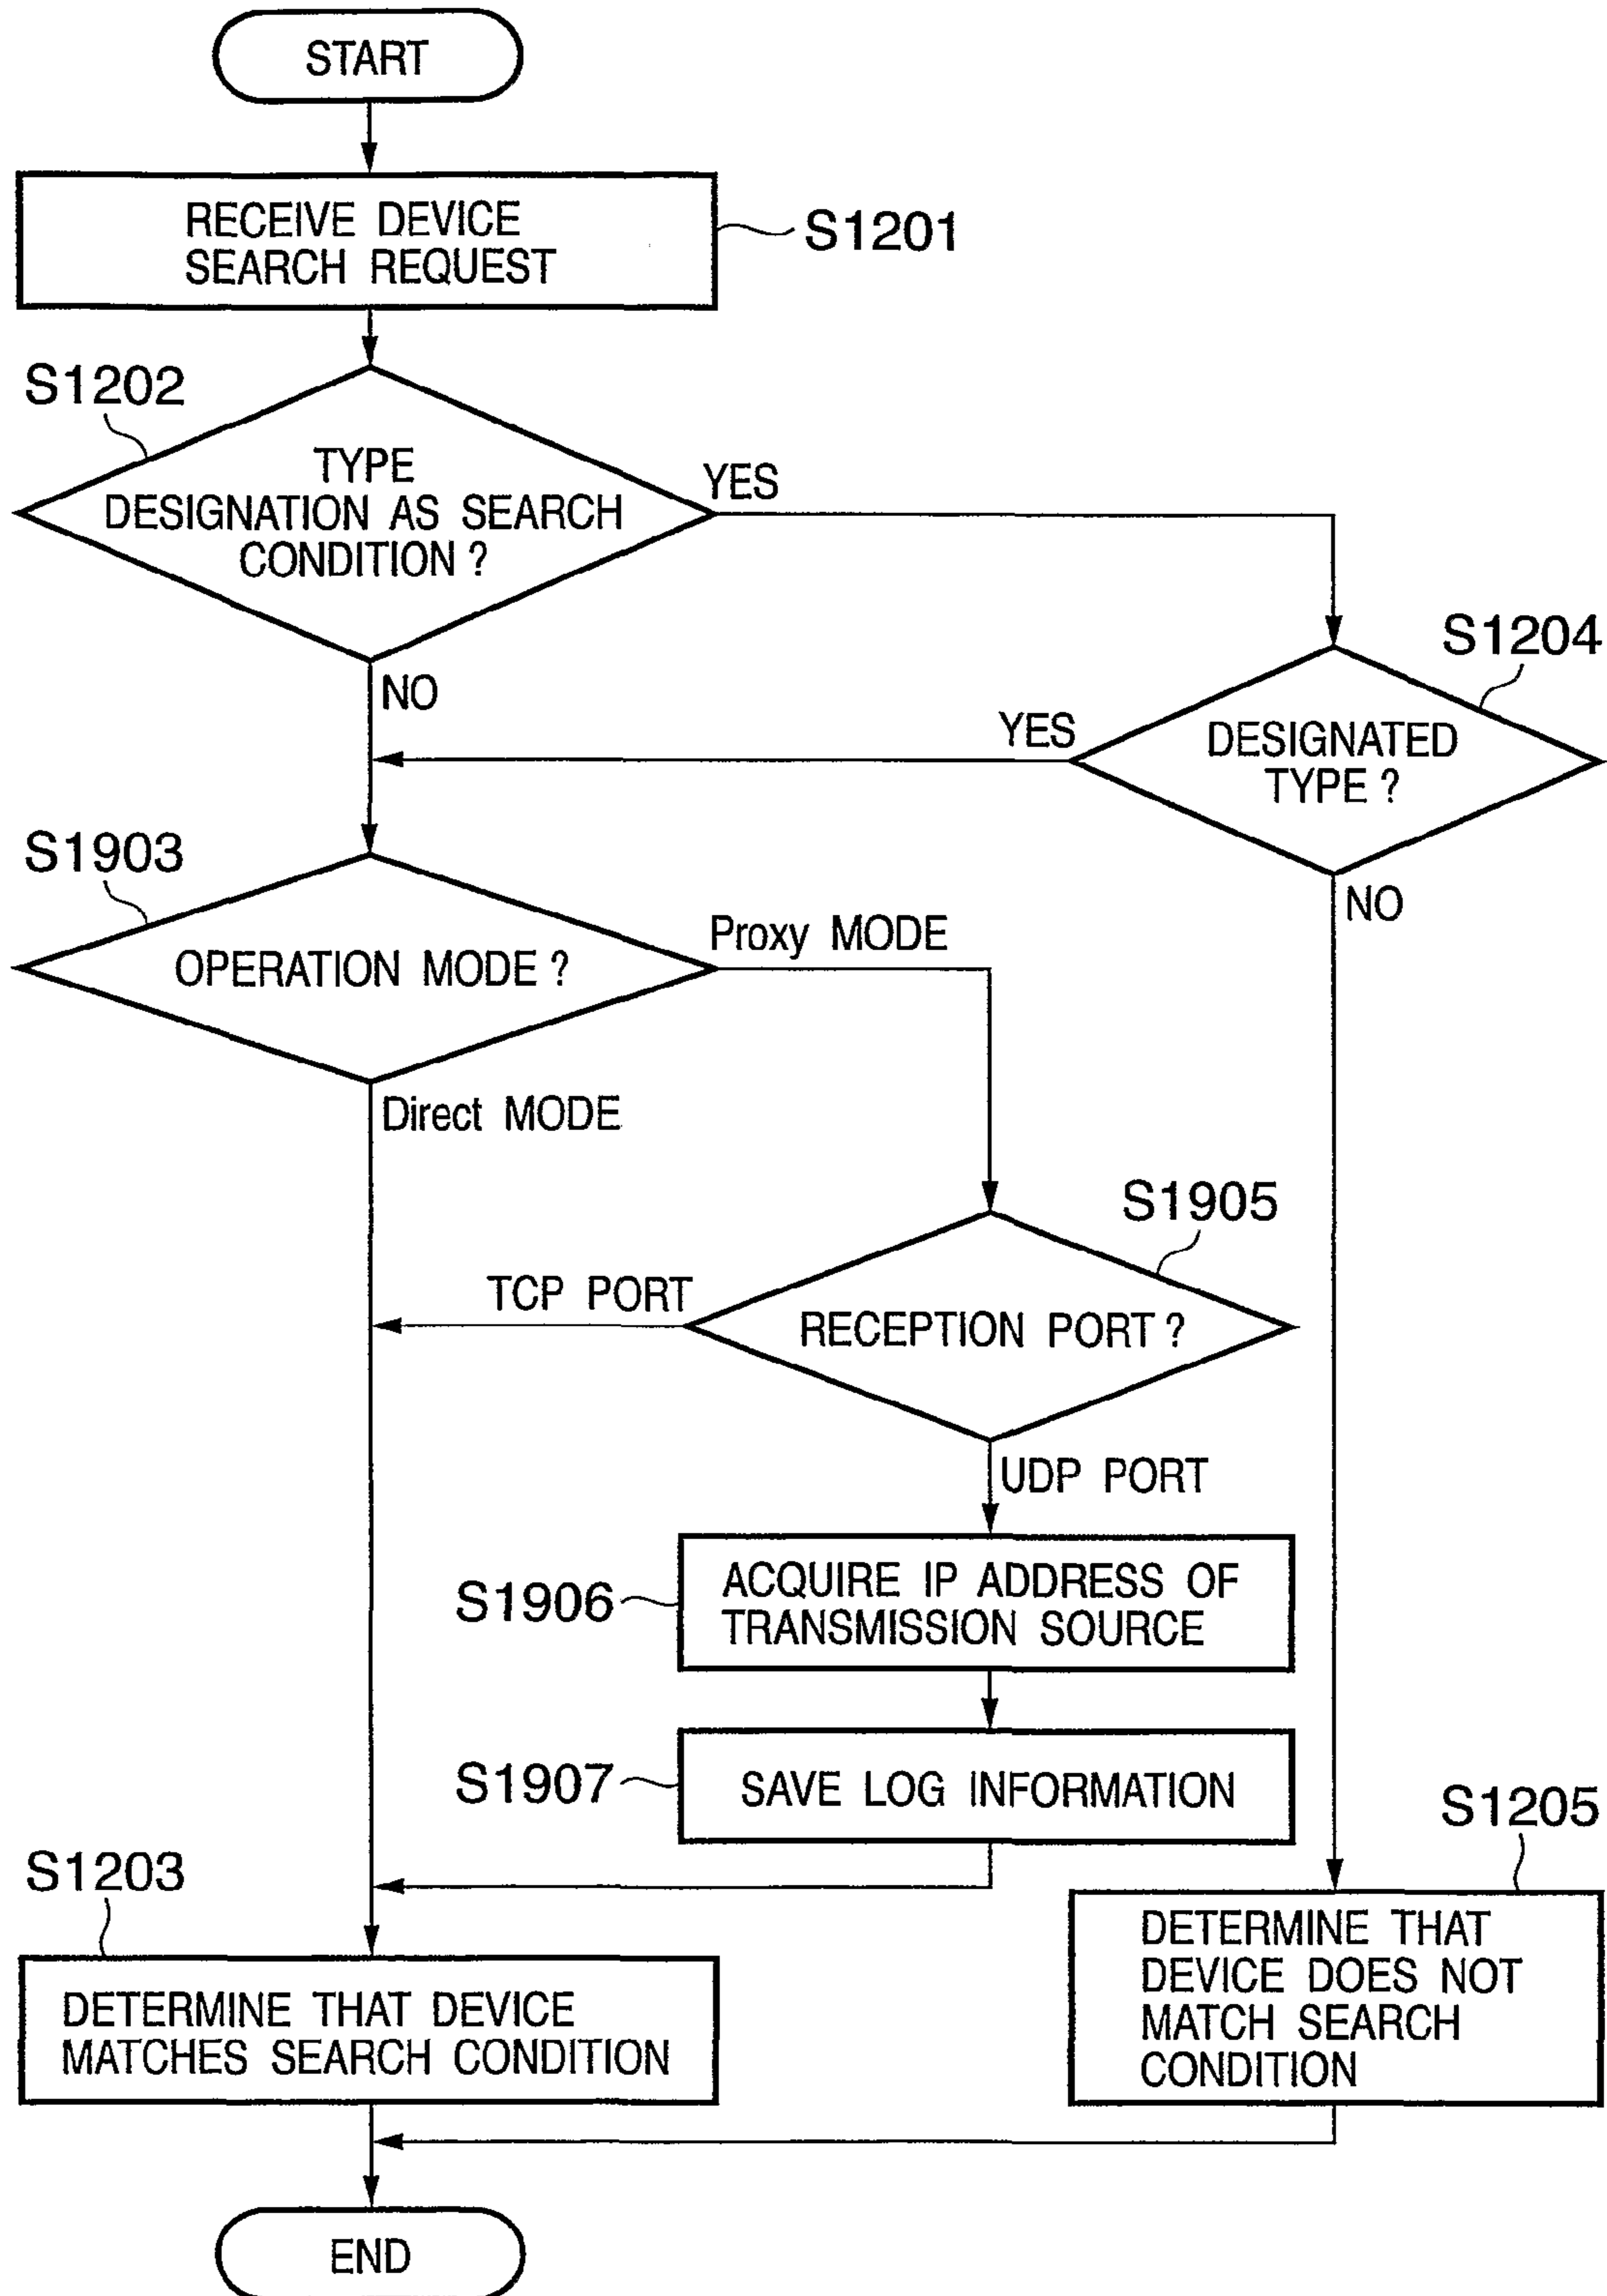 START
RECEIVE DEVICE
SEARCH REQUEST
S1201
S1202
TYPE
DESIGNATION AS SEARCH
CONDITION ?
YES
NO
S1204
DESIGNATED
TYPE ?
YES
NO
S1903
OPERATION MODE ?
Proxy MODE
Direct MODE
S1905
RECEPTION PORT ?
TCP PORT
UDP PORT
S1906
ACQUIRE IP ADDRESS OF
TRANSMISSION SOURCE
S1907
SAVE LOG INFORMATION
S1203
DETERMINE THAT DEVICE
MATCHES SEARCH CONDITION
S1205
DETERMINE THAT
DEVICE DOES NOT
MATCH SEARCH
CONDITION
END